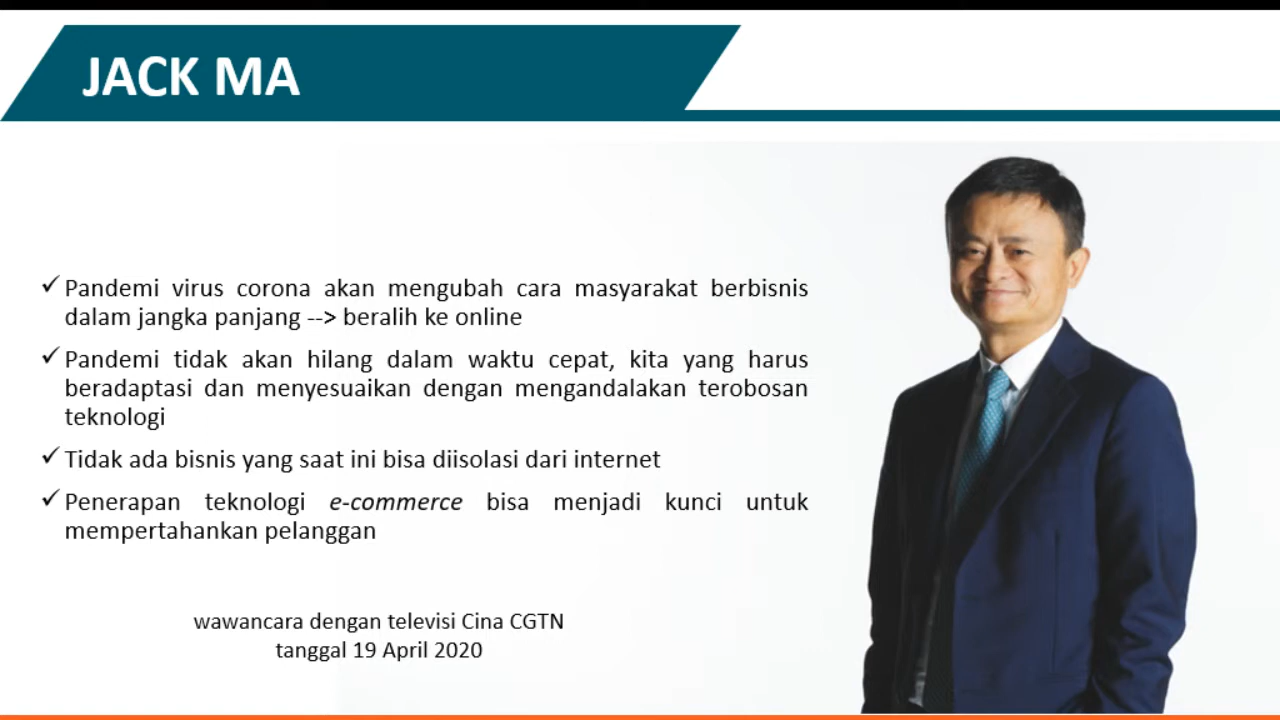 JACK MA
✓ Pandemi virus corona akan mengubah cara masyarakat berbisnis
dalam jangka panjang --> beralih ke online
✓ Pandemi tidak akan hilang dalam waktu cepat, kita yang harus
beradaptasi dan menyesuaikan dengan mengandalakan terobosan
teknologi
✓ Tidak ada bisnis yang saat ini bisa diisolasi dari internet
✓ Penerapan teknologi e-commerce bisa menjadi kunci untuk
mempertahankan pelanggan
wawancara dengan televisi Cina CGTN
tanggal 19 April 2020